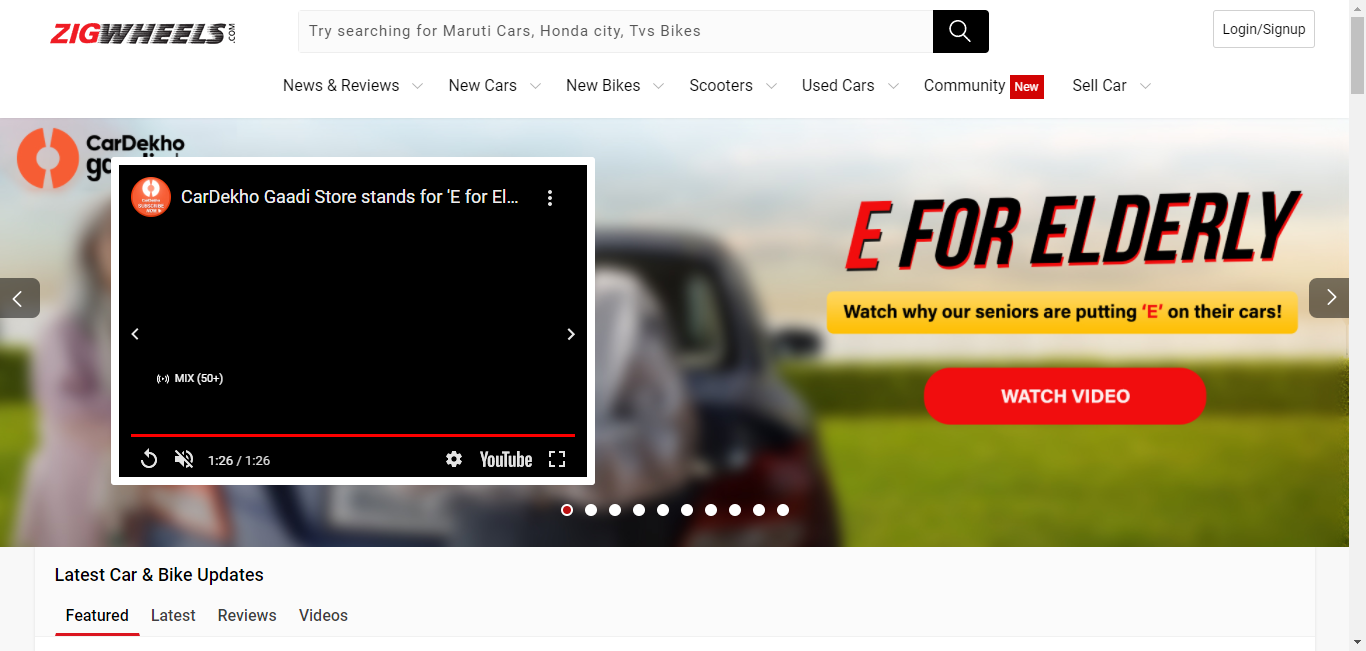 ZIGWHEELS.COM
Try searching for Maruti Cars, Honda city, Tvs Bikes
Login/Signup
News & Reviews
New Cars
New Bikes
Scooters
Used Cars
Community New
Sell Car
CarDekho
CarDekho Gaadi Store stands for 'E for El...
CarDekho
SUBSCRIBE
NOW
MIX (50+)
1:26 / 1:26
YouTube
E FOR ELDERLY
Watch why our seniors are putting 'E' on their cars!
WATCH VIDEO
Latest Car & Bike Updates
Featured
Latest
Reviews
Videos